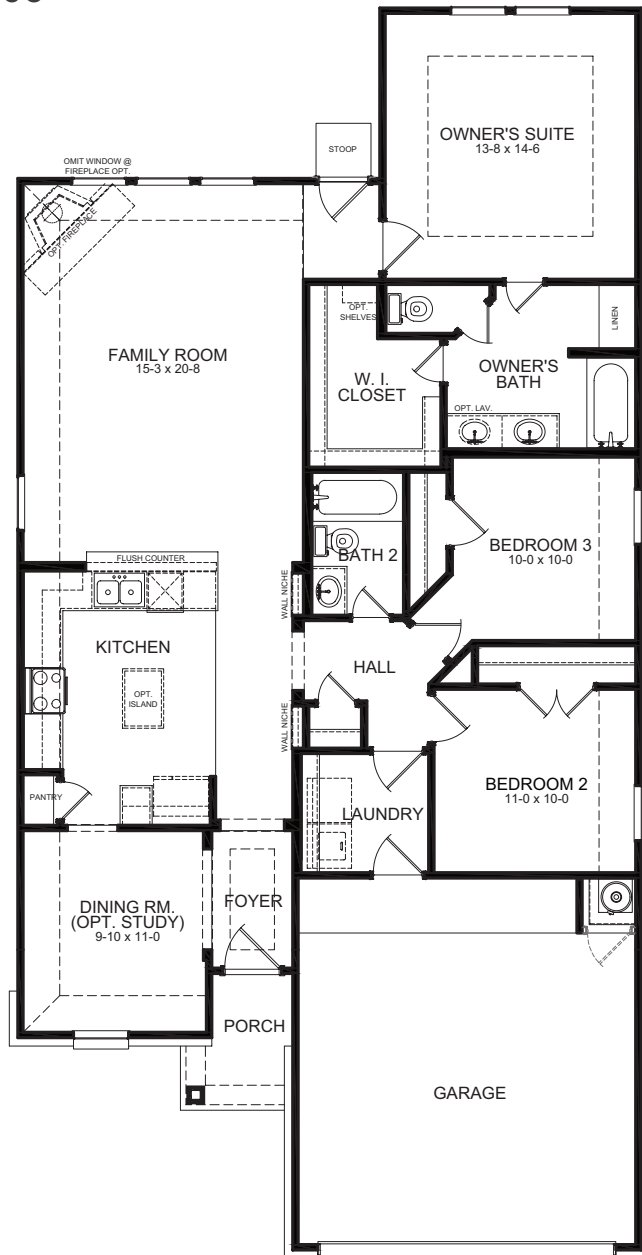 OWNER'S SUITE
13-8 x 14-6
STOOP
OMIT WINDOW @
FIREPLACE OPT.
OPT. FIREPLACE
OPT.
SHELVES
LINEN
FAMILY ROOM
15-3 x 20-8
W. I.
CLOSET
OWNER'S
BATH
OPT. LAV.
FLUSH COUNTER
BATH 2
BEDROOM 3
10-0 x 10-0
WALL NICHE
KITCHEN
HALL
OPT.
ISLAND
WALL NICHE
PANTRY
LAUNDRY
BEDROOM 2
11-0 x 10-0
DINING RM.
(OPT. STUDY)
9-10 x 11-0
FOYER
PORCH
GARAGE